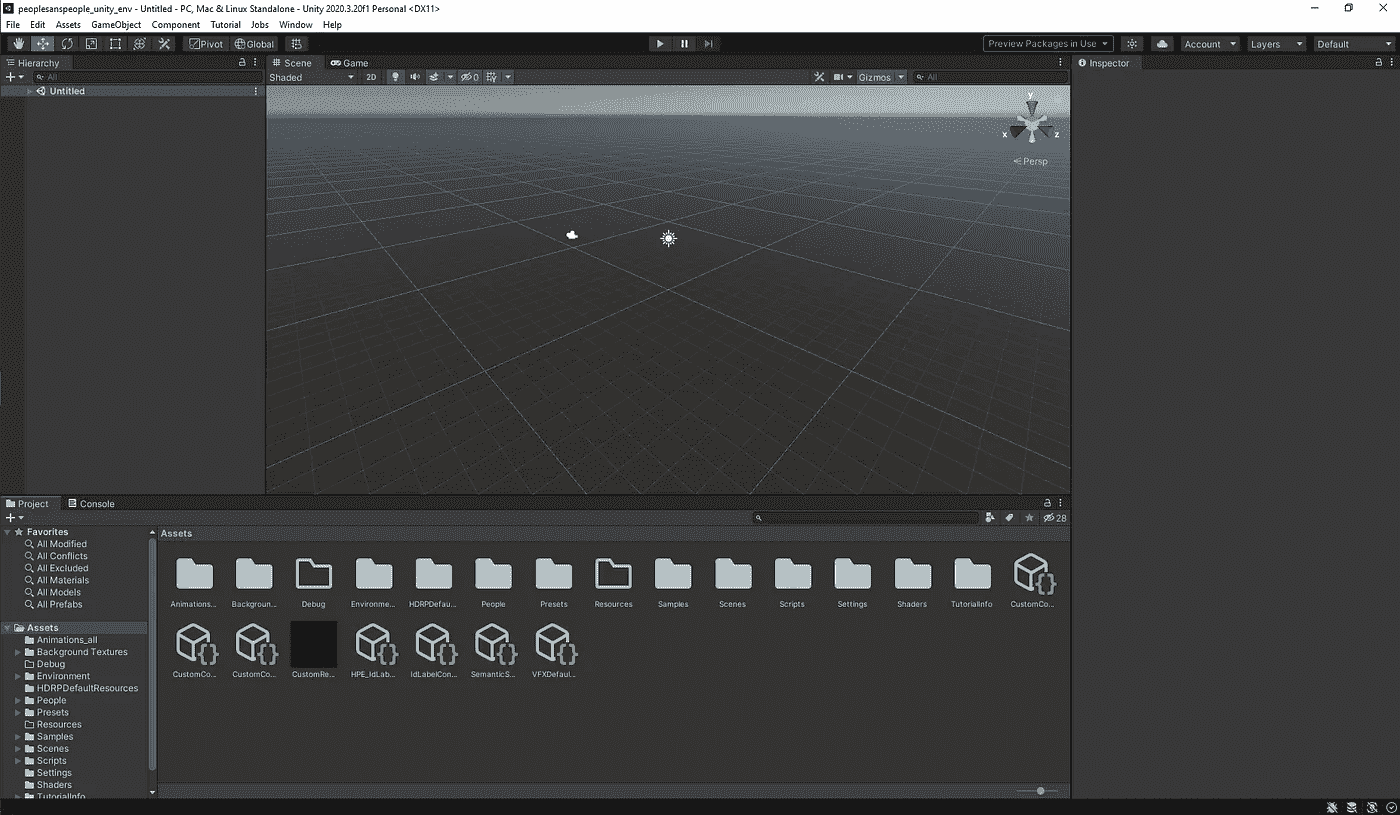 peoplesanspeople_unity_env - Untitled - PC, Mac & Linux Standalone - Unity 2020.3.20f1 Personal <DX11>
File Edit Assets GameObject Component Tutorial Jobs Window Help
Pivot Global Preview Packages in Use Account Layers Default
Hierarchy Scene Game Inspector
All Shaded 2D 0 Gizmos All
Untitled
y
x z
Persp
Project Console
28
Favorites Assets
All Modified
All Conflicts
All Excluded
All Materials
All Models
All Prefabs
Animations... Backgroun... Debug Environme... HDRPDefau... People Presets Resources Samples Scenes Scripts Settings Shaders TutorialInfo CustomCo...
Assets
Animations_all
Background Textures
Debug
Environment
HDRPDefaultResources
People
Presets
Resources
Samples
Scenes
Scripts
Settings
Shaders
TutorialInfo
CustomCo... CustomCo... CustomRe... HPE_IdLab... IdLabelCon... SemanticS... VFXDefaul...